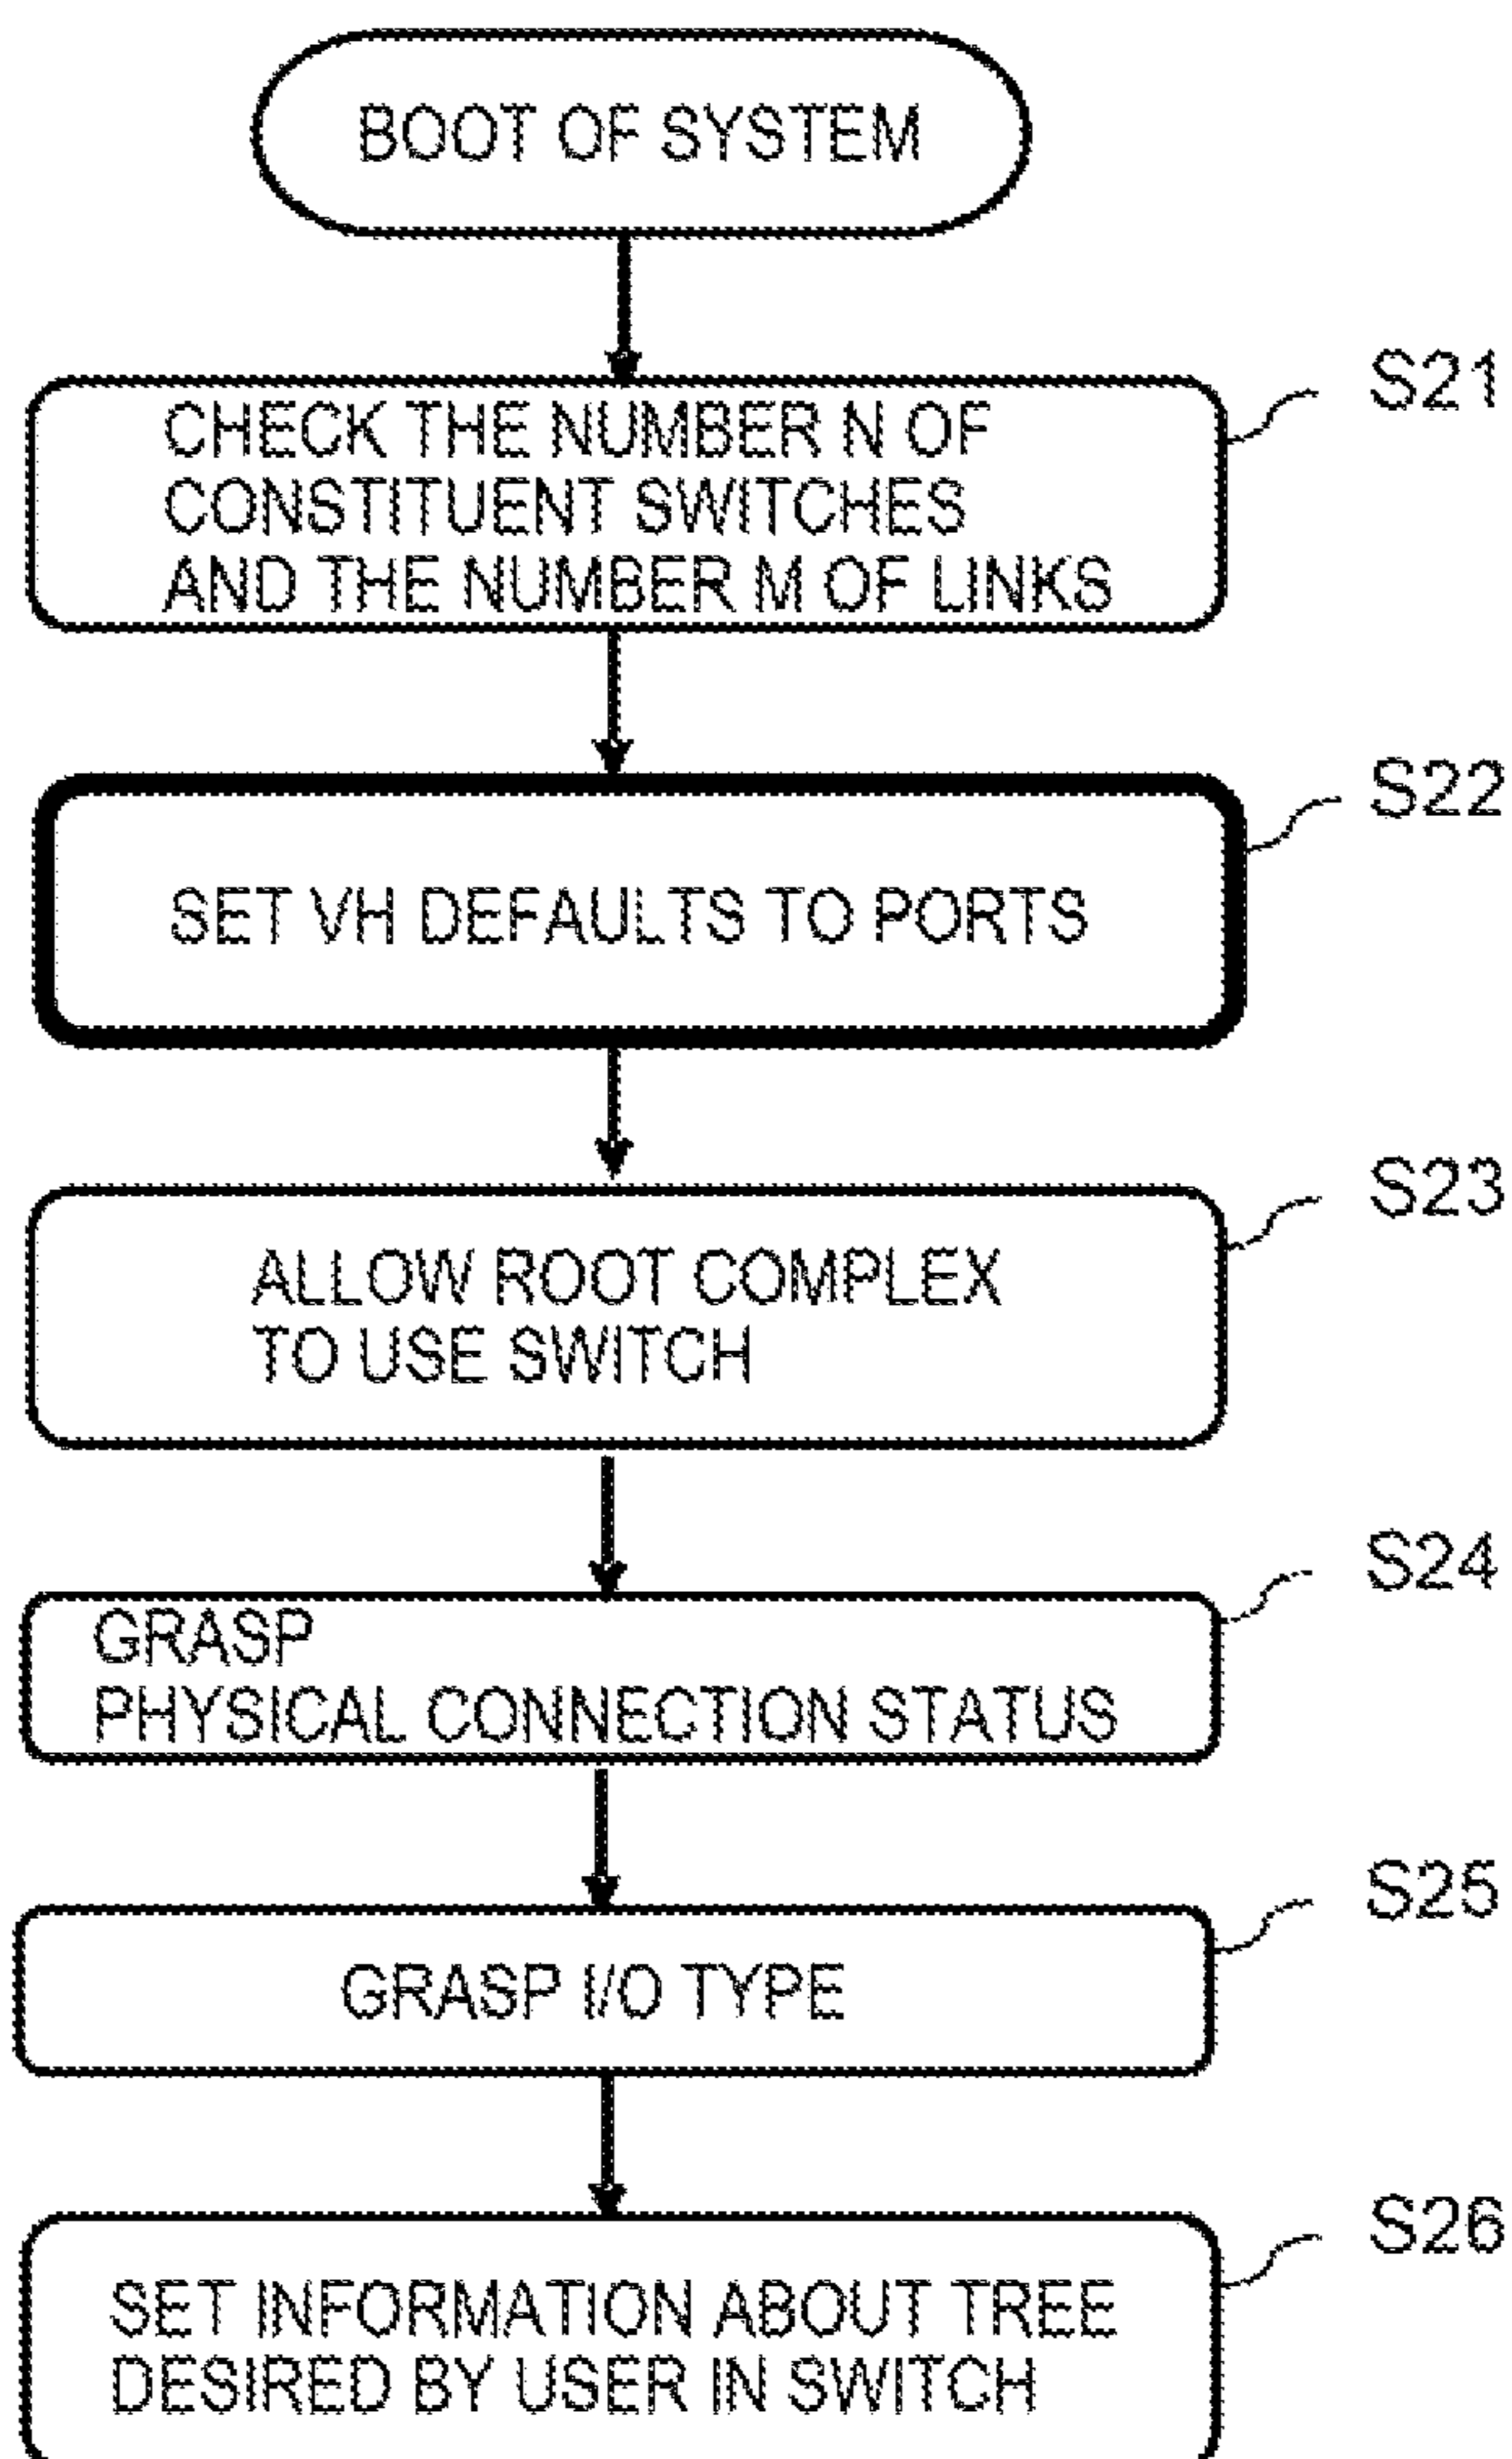 BOOT OF SYSTEM
S21
CHECK THE NUMBER N OF
CONSTITUENT SWITCHES
AND THE NUMBER M OF LINKS
S22
SET VH DEFAULTS TO PORTS
S23
ALLOW ROOT COMPLEX
TO USE SWITCH
S24
GRASP
PHYSICAL CONNECTION STATUS
S25
GRASP I/O TYPE
S26
SET INFORMATION ABOUT TREE
DESIRED BY USER IN SWITCH